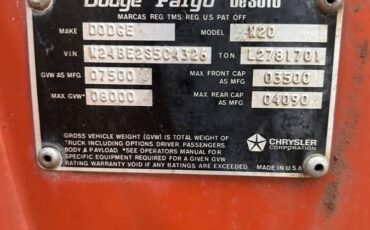 Dodge Fargo DeSoto
MARCAS REG. TMS. REG. U.S. PAT OFF
MAKE DODGE MODEL W20
V.I.N. W24BE2S5C4326 T.O.N. L2781701
GVW AS MFG. 07500 MAX FRONT CAP AS MFG. 03500
MAX GVW* 08000 MAX REAR CAP AS MFG. 04090
GROSS VEHICLE WEIGHT (GVW) IS TOTAL WEIGHT OF
TRUCK INCLUDING OPTIONS, DRIVER, PASSENGERS,
BODY & PAYLOAD *SEE OPERATORS MANUAL FOR
SPECIFIC EQUIPMENT REQUIRED FOR A GIVEN GVW
RATING WARRANTY VOID IF RATINGS ARE EXCEEDED.
CHRYSLER
CORPORATION
MADE IN U.S.A.